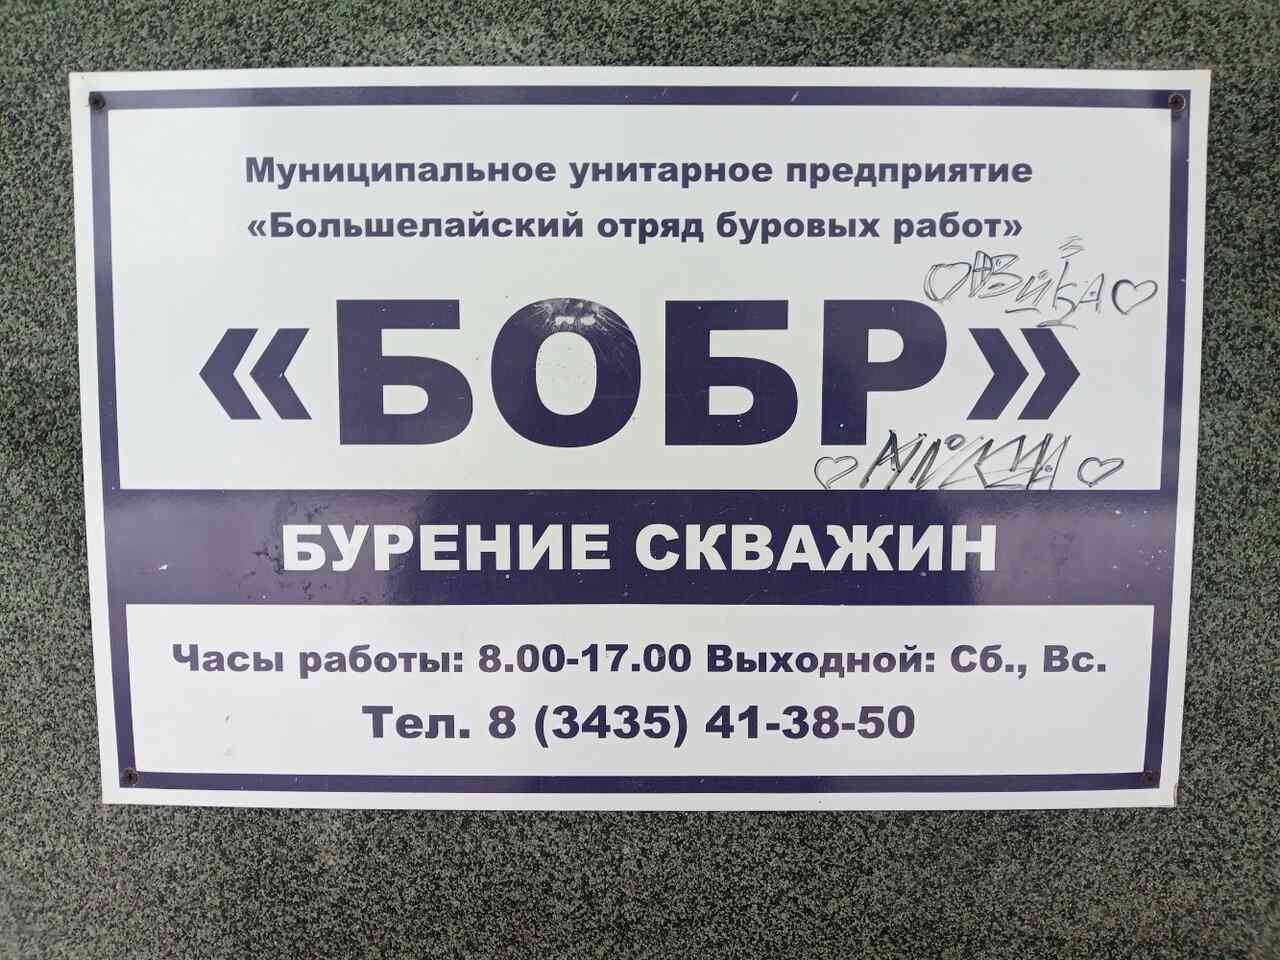 Муниципальное унитарное предприятие
«Большелайский отряд буровых работ»
«БОБР»
БУРЕНИЕ СКВАЖИН
Часы работы: 8.00-17.00 Выходной: Сб., Вс.
Тел. 8 (3435) 41-38-50